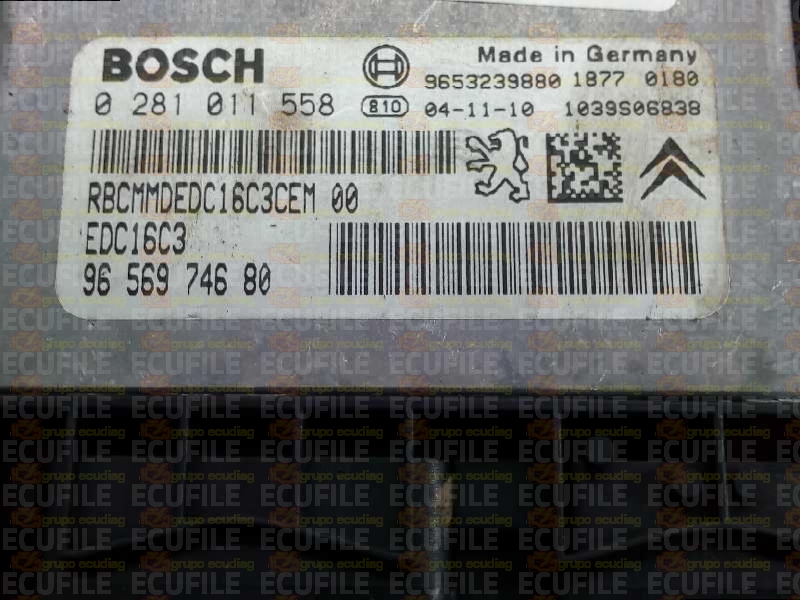 BOSCH
Made in Germany
9653239880 1877 0180
0 281 011 558
810 04-11-10 1039S06838
RBCMMDEDC16C3CEM 00
EDC16C3
96 569 746 80
ECUFILE
grupo ecudiag